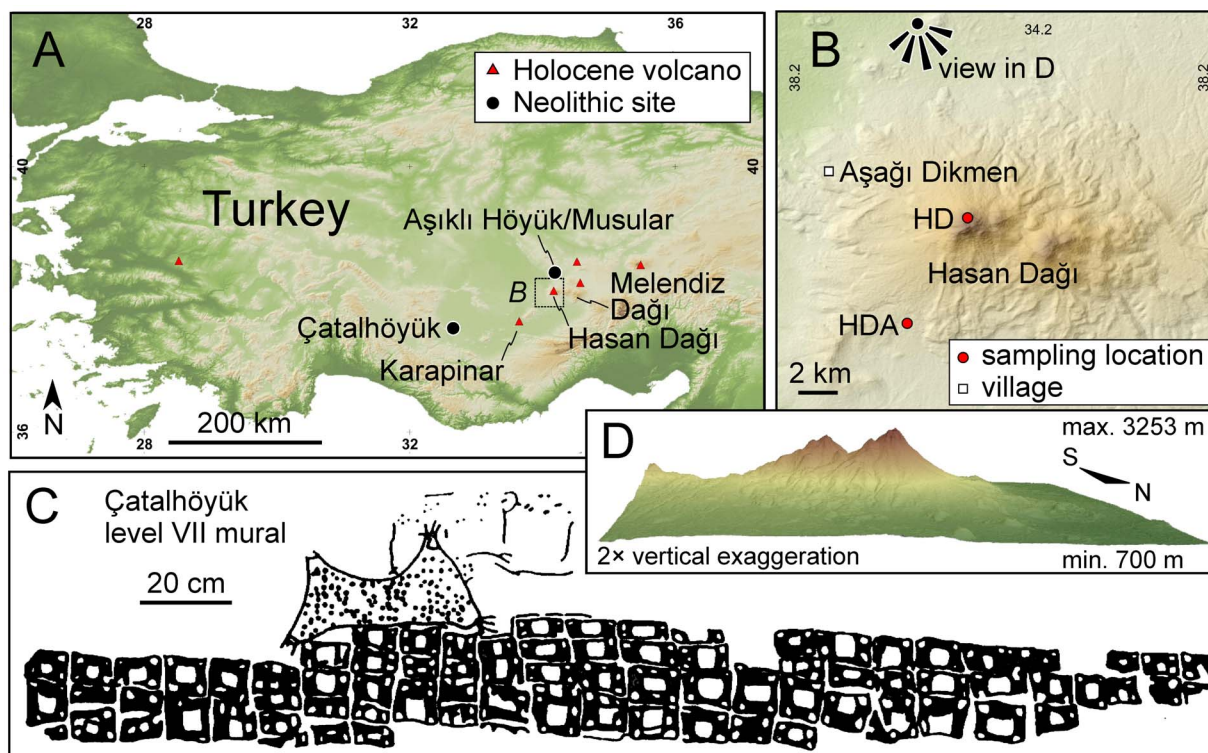 A
28
32
36
Holocene volcano
Neolithic site
40
40
Turkey
Aşıklı Höyük/Musular
B
Melendiz
Dağı
Çatalhöyük
Hasan Dağı
Karapinar
N
200 km
36
28
32
B
34.2
38.2
38.2
view in D
Aşağı Dikmen
HD
Hasan Dağı
HDA
sampling location
village
2 km
C
Çatalhöyük
level VII mural
20 cm
D
max. 3253 m
S
N
2× vertical exaggeration
min. 700 m